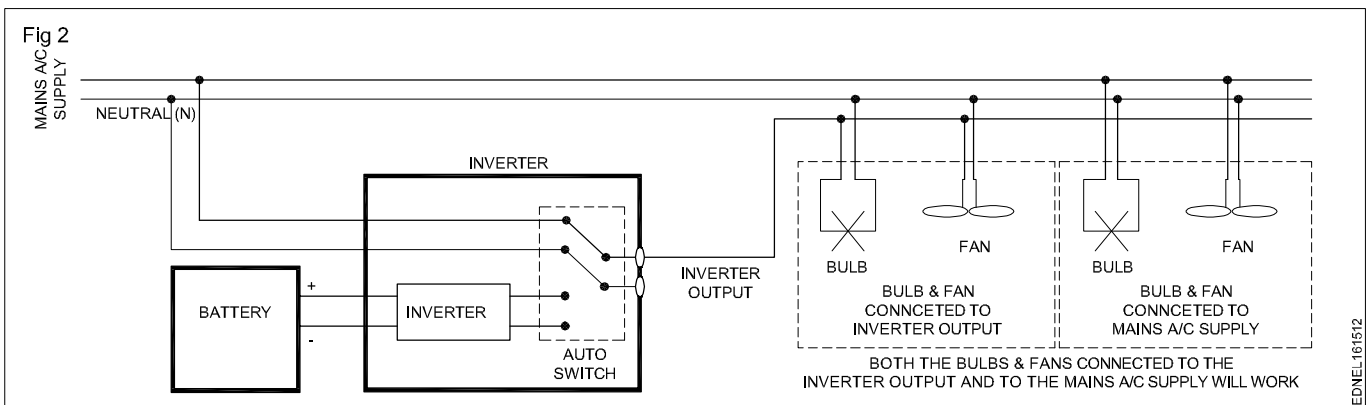 Fig 2
MAINS A/C
SUPPLY
NEUTRAL (N)
INVERTER
BATTERY
+
-
INVERTER
AUTO
SWITCH
INVERTER
OUTPUT
BULB
FAN
BULB & FAN
CONNCETED TO
INVERTER OUTPUT
BULB
FAN
BULB & FAN
CONNCETED TO
MAINS A/C SUPPLY
BOTH THE BULBS & FANS CONNECTED TO THE
INVERTER OUTPUT AND TO THE MAINS A/C SUPPLY WILL WORK
EDNEL161512